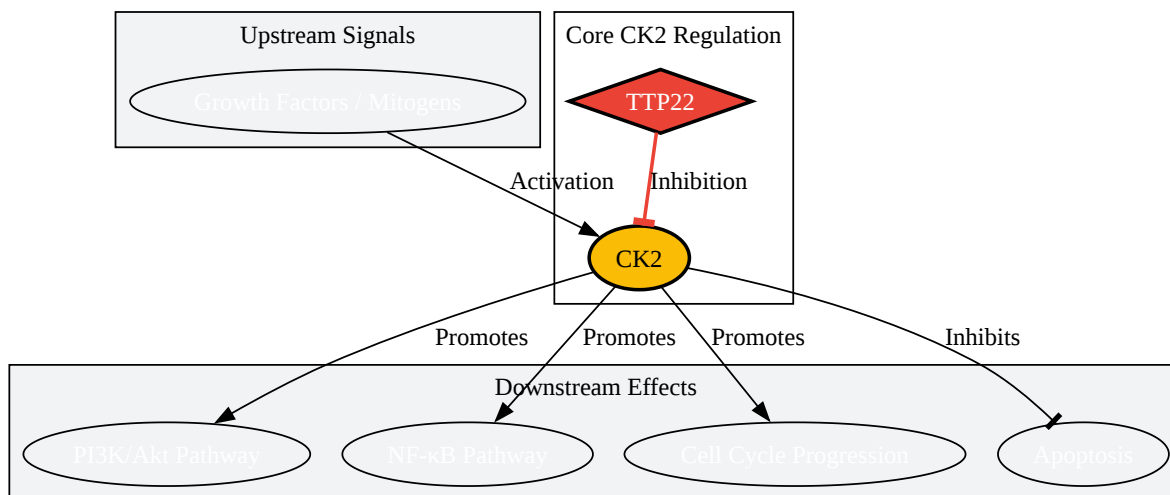 Upstream Signals
Core CK2 Regulation
Growth Factors / Mitogens
TTP22
Activation
Inhibition
CK2
Promotes
Promotes
Promotes
Inhibits
Downstream Effects
PI3K/Akt Pathway
NF-κB Pathway
Cell Cycle Progression
Apoptosis